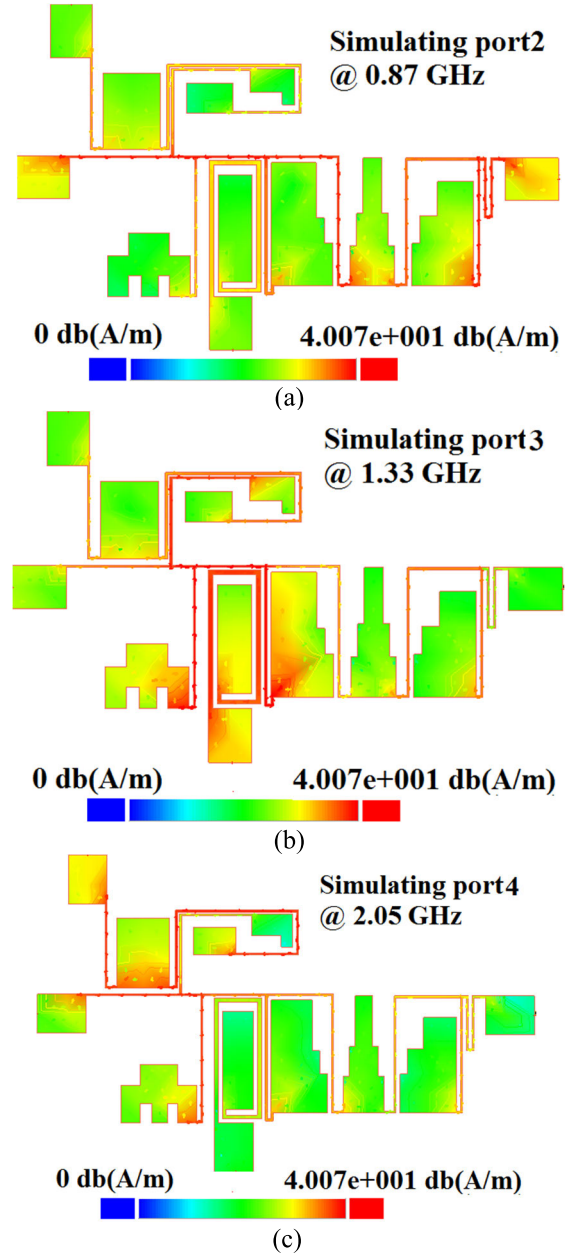 Simulating port2
@ 0.87 GHz
0 db(A/m) 4.007e+001 db(A/m)
(a)
Simulating port3
@ 1.33 GHz
0 db(A/m) 4.007e+001 db(A/m)
(b)
Simulating port4
@ 2.05 GHz
0 db(A/m) 4.007e+001 db(A/m)
(c)